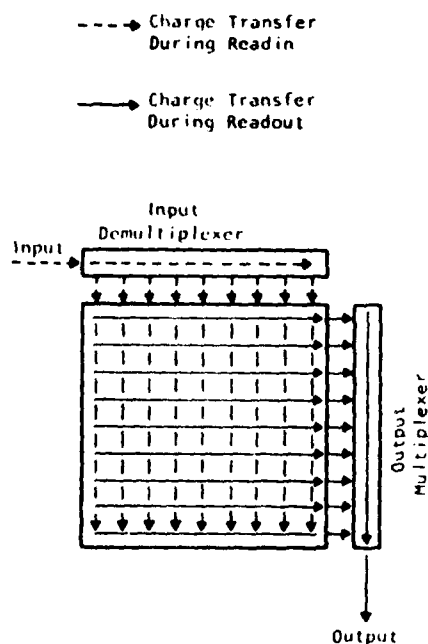 Charge Transfer
During Readin
Charge Transfer
During Readout
Input
Demultiplexer
Input
Output
Multiplexer
Output